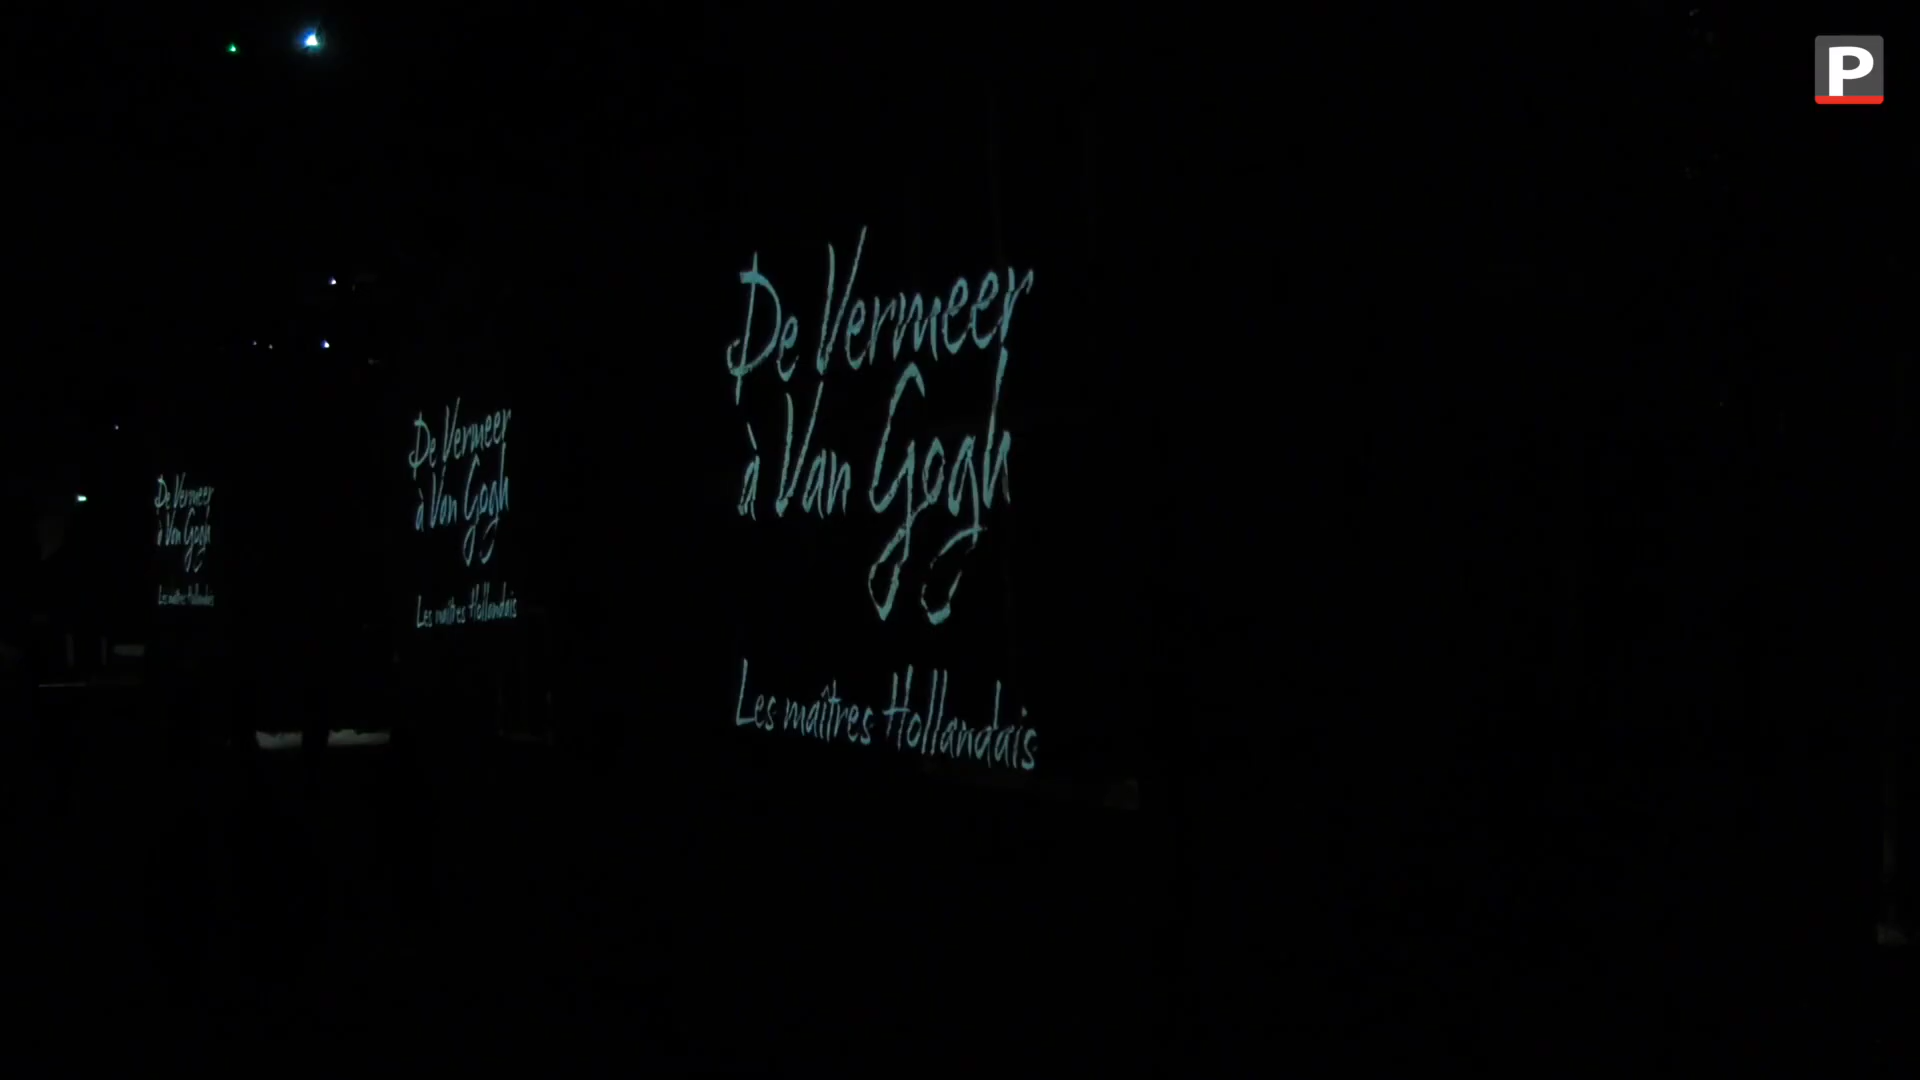 P
De Vermeer
à Van Gogh
Les maîtres Hollandais
De Vermeer
à Van Gogh
Les maîtres Hollandais
De Vermeer
à Van Gogh
Les maîtres Hollandais